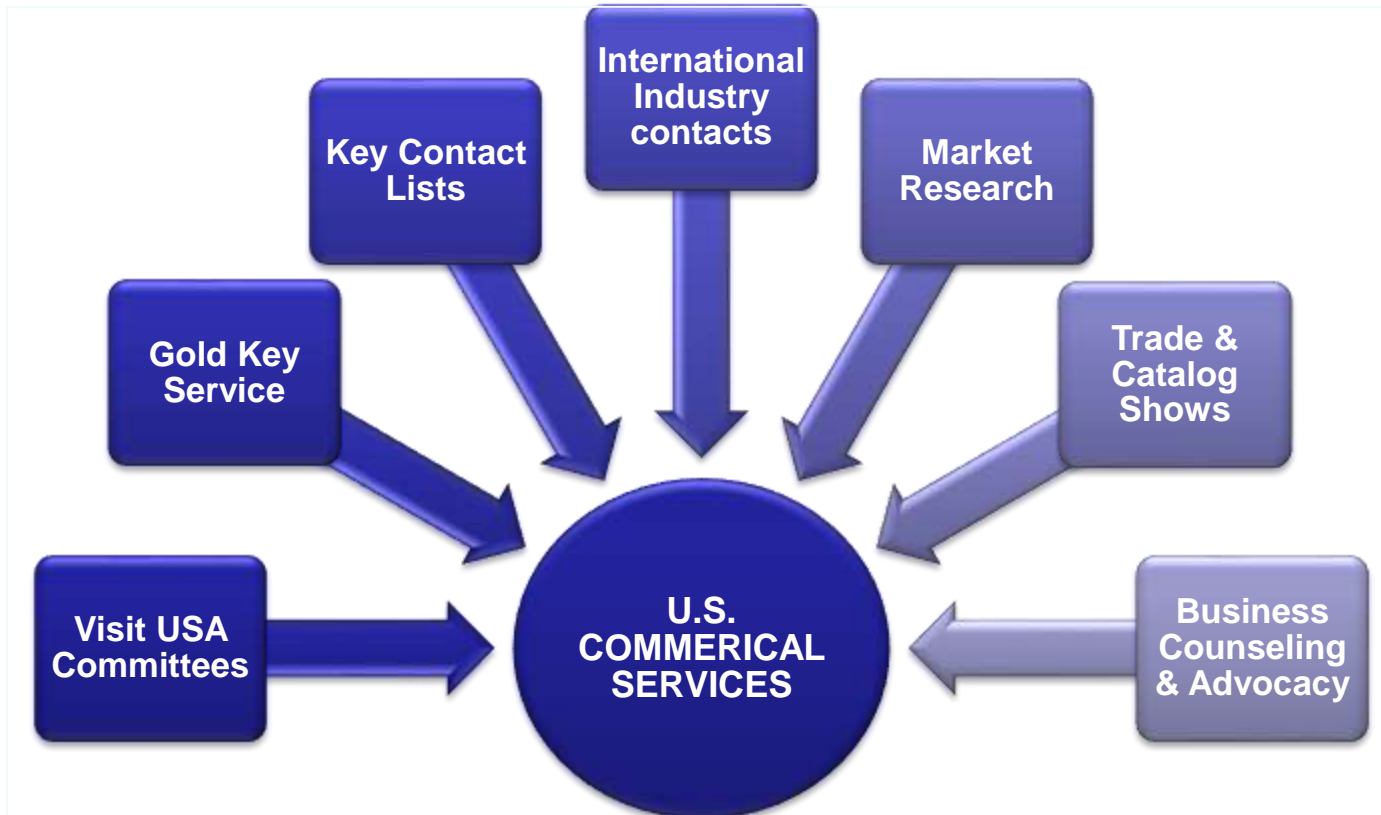 International
Industry
contacts
Key Contact
Lists
Market
Research
Gold Key
Service
Trade &
Catalog
Shows
Visit USA
Committees
U.S.
COMMERICAL
SERVICES
Business
Counseling
& Advocacy